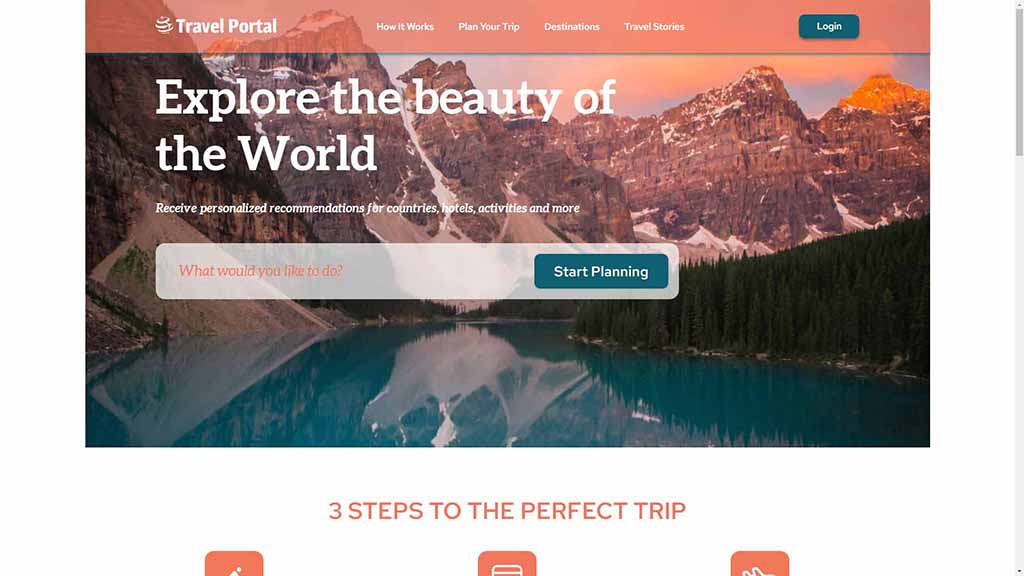 Travel Portal
How It Works
Plan Your Trip
Destinations
Travel Stories
Login
Explore the beauty of
the World
Receive personalized recommendations for countries, hotels, activities and more
What would you like to do?
Start Planning
3 STEPS TO THE PERFECT TRIP